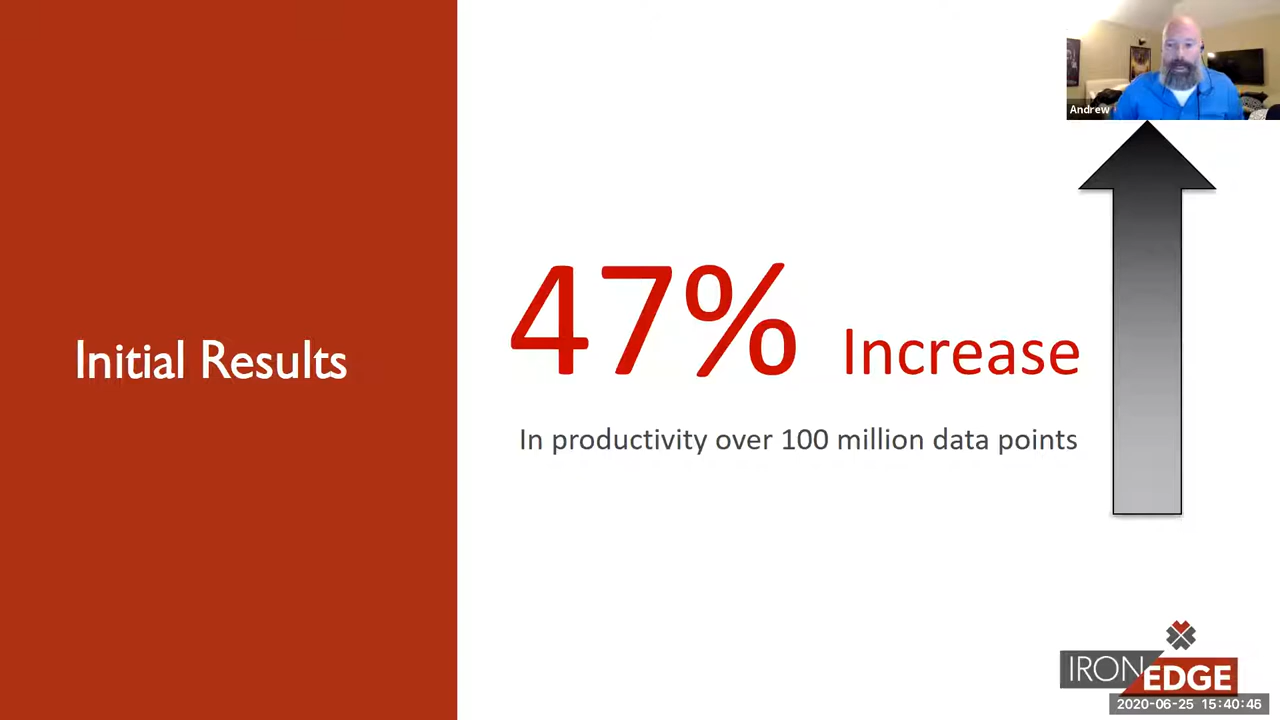 Andrew
Initial Results
47% Increase
In productivity over 100 million data points
IRON
EDGE
2020-06-25 15:40:45